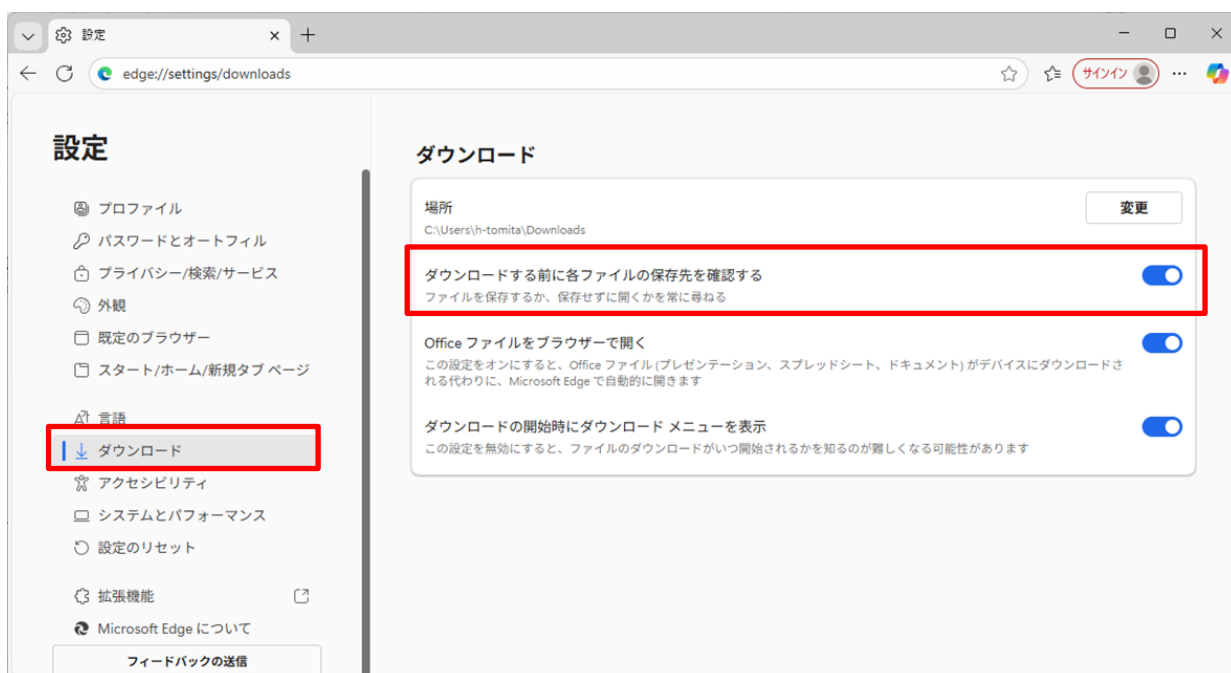 設定
edge://settings/downloads
サインイン
設定
プロファイル
パスワードとオートフィル
プライバシー/検索/サービス
外観
既定のブラウザー
スタート/ホーム/新規タブ ページ
言語
ダウンロード
アクセシビリティ
システムとパフォーマンス
設定のリセット
拡張機能
Microsoft Edge について
フィードバックの送信
ダウンロード
場所
C:\Users\h-tomita\Downloads
変更
ダウンロードする前に各ファイルの保存先を確認する
ファイルを保存するか、保存せずに開くかを常に尋ねる
Office ファイルをブラウザーで開く
この設定をオンにすると、Office ファイル (プレゼンテーション、スプレッドシート、ドキュメント) がデバイスにダウンロードさ
れる代わりに、Microsoft Edge で自動的に開きます
ダウンロードの開始時にダウンロード メニューを表示
この設定を無効にすると、ファイルのダウンロードがいつ開始されるかを知るのが難しくなる可能性があります